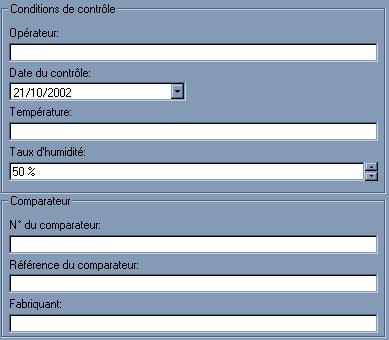 Conditions de contrôle
Opérateur:
Date du contrôle:
21/10/2002
Température:
Taux d'humidité:
50 %
Comparateur
N° du comparateur:
Référence du comparateur:
Fabriquant: